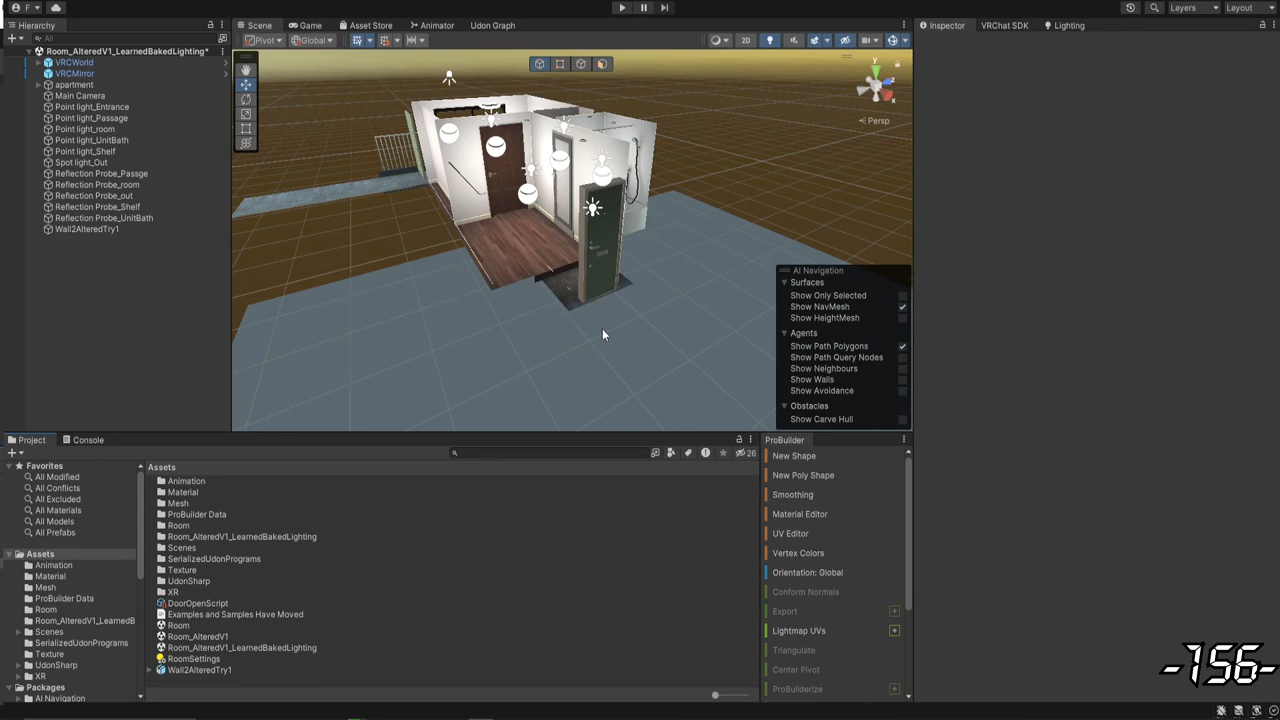 F
Layers
Layout
Hierarchy
Scene
Game
Asset Store
Animator
Udon Graph
Inspector
VRChat SDK
Lighting
All
Pivot
Global
2D
Room_AlteredV1_LearnedBakedLighting*
VRCWorld
VRCMirror
apartment
Main Camera
Point light_Entrance
Point light_Passage
Point light_room
Point light_UnitBath
Point light_Shelf
Spot light_Out
Reflection Probe_Passge
Reflection Probe_room
Reflection Probe_out
Reflection Probe_Shelf
Reflection Probe_UnitBath
Wall2AlteredTry1
y
x
Persp
AI Navigation
Surfaces
Show Only Selected
Show NavMesh
Show HeightMesh
Agents
Show Path Polygons
Show Path Query Nodes
Show Neighbours
Show Walls
Show Avoidance
Obstacles
Show Carve Hull
Project
Console
26
Favorites
All Modified
All Conflicts
All Excluded
All Materials
All Models
All Prefabs
Assets
Animation
Material
Mesh
ProBuilder Data
Room
Room_AlteredV1_LearnedB
Scenes
SerializedUdonPrograms
Texture
UdonSharp
XR
Packages
AI Navigation
Assets
Animation
Material
Mesh
ProBuilder Data
Room
Room_AlteredV1_LearnedBakedLighting
Scenes
SerializedUdonPrograms
Texture
UdonSharp
XR
DoorOpenScript
Examples and Samples Have Moved
Room
Room_AlteredV1
Room_AlteredV1_LearnedBakedLighting
RoomSettings
Wall2AlteredTry1
ProBuilder
New Shape
New Poly Shape
Smoothing
Material Editor
UV Editor
Vertex Colors
Orientation: Global
Conform Normals
Export
Lightmap UVs
Triangulate
Center Pivot
ProBuilderize
-156-